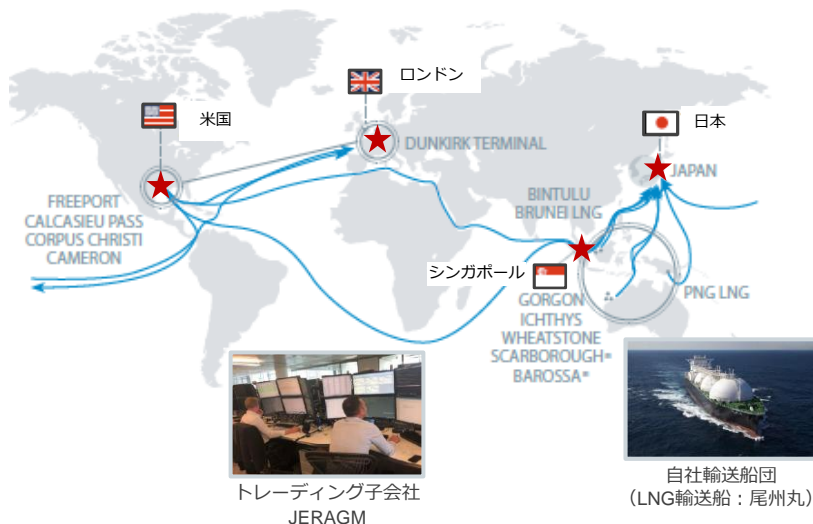 ロンドン
米国
日本
DUNKIRK TERMINAL
JAPAN
FREEPORT
CALCASIEU PASS
CORPUS CHRISTI
CAMERON
BINTULU
BRUNEI LNG
シンガポール
PNG LNG
GORGON
ICHTHYS
WHEATSTONE
SCARBOROUGH※
BAROSSA※
トレーディング子会社
JERAGM
自社輸送船団
（LNG輸送船：尾州丸）